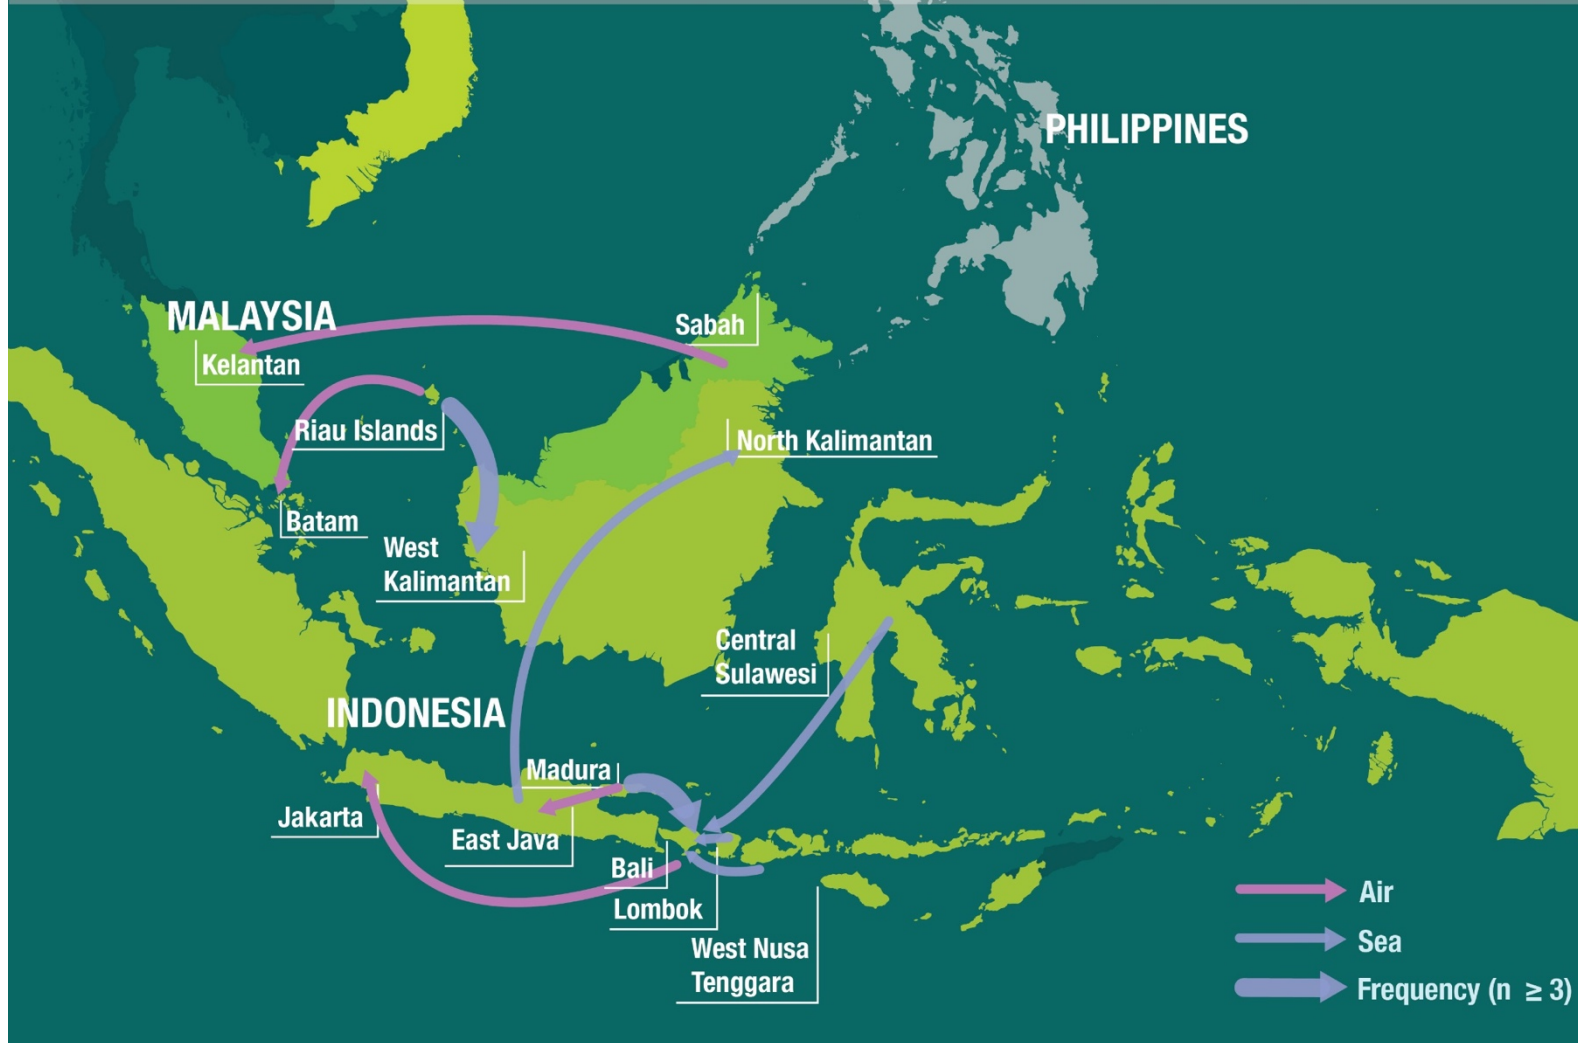 PHILIPPINES
MALAYSIA
Sabah
Kelantan
Riau Islands
North Kalimantan
Batam
West
Kalimantan
Central
Sulawesi
INDONESIA
Madura
Jakarta
East Java
Bali
Lombok
West Nusa
Tenggara
Air
Sea
Frequency (n ≥ 3)